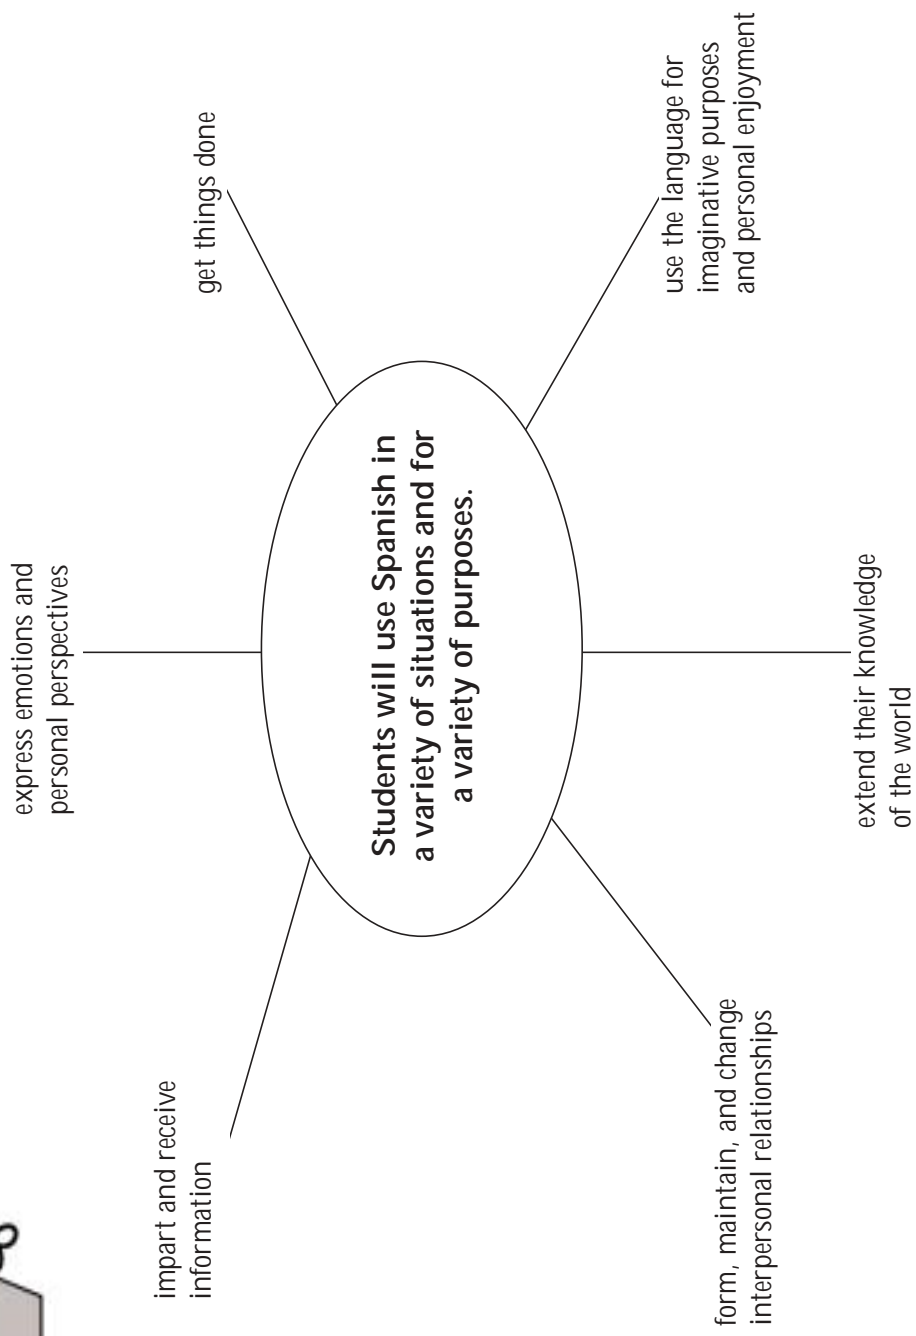 express emotions and
personal perspectives
impart and receive
information
get things done
Students will use Spanish in
a variety of situations and for
a variety of purposes.
form, maintain, and change
interpersonal relationships
use the language for
imaginative purposes
and personal enjoyment
extend their knowledge
of the world